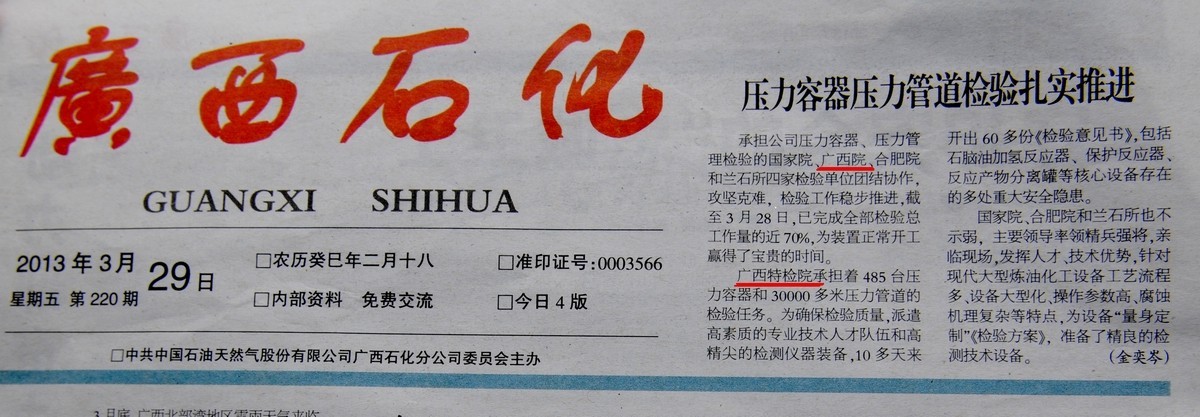 廣西石化
GUANGXI SHIHUA
2013年3月
29日
星期五 第220期
□农历癸巳年二月十八
□准印证号:0003566
□内部资料 免费交流
□今日4版
□中共中国石油天然气股份有限公司广西石化分公司委员会主办
压力容器压力管道检验扎实推进
承担公司压力容器、压力管
理检验的国家院、广西院、合肥院
和兰石所四家检验单位团结协作,
攻坚克难,检验工作稳步推进,截
至3月28日,已完成全部检验总
工作量的近70%,为装置正常开工
赢得了宝贵的时间。
广西特检院承担着485台压
力容器和30000多米压力管道的
检验任务。为确保检验质量,派遣
高素质的专业技术人才队伍和高
精尖的检测仪器装备,10多天来
开出60多份《检验意见书》,包括
石脑油加氢反应器、保护反应器、
反应产物分离罐等核心设备存在
的多处重大安全隐患。
国家院、合肥院和兰石所也不
示弱,主要领导率领精兵强将,亲
临现场,发挥人才、技术优势,针对
现代大型炼油化工设备工艺流程
多、设备大型化、操作参数高、腐蚀
机理复杂等特点,为设备“量身定
制”《检验方案》,准备了精良的检
测技术设备。 (金奕岑)
3月底,广西北部湾地区雷雨天气来临